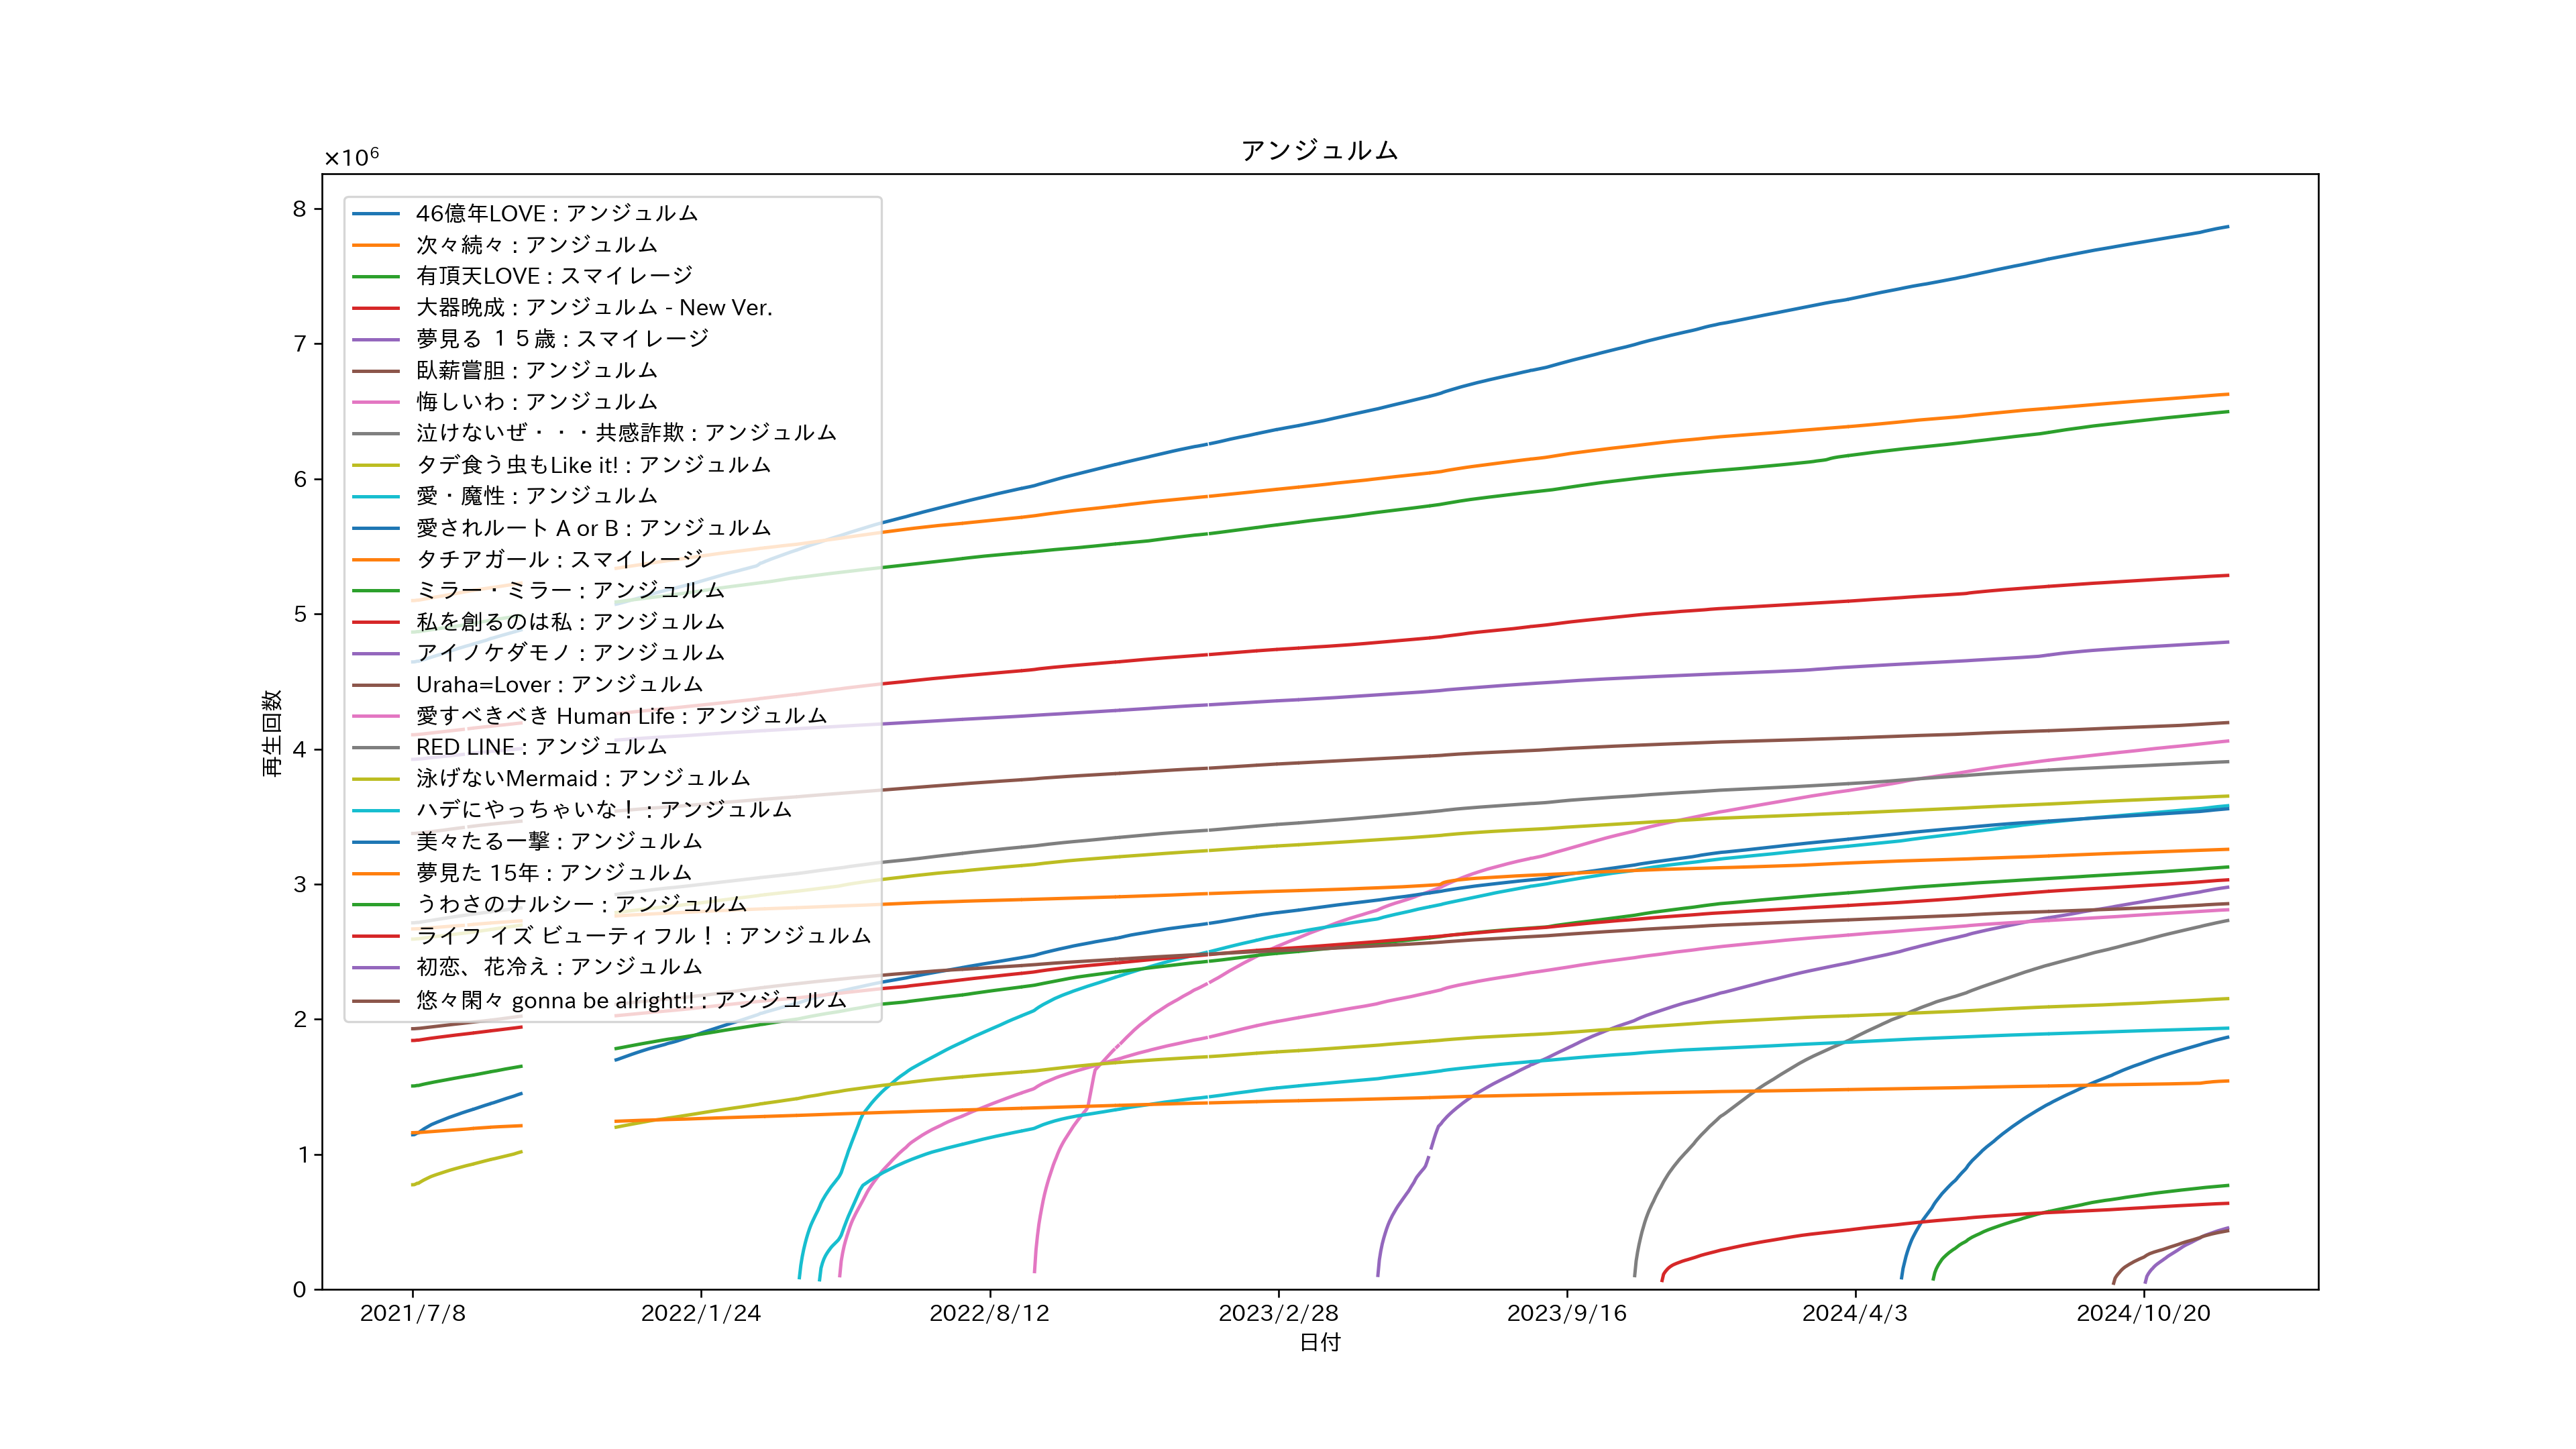 アンジュルム
×10⁶
8
7
6
5
4
3
2
1
0
再生回数
46億年LOVE : アンジュルム
次々続々 : アンジュルム
有頂天LOVE : スマイレージ
大器晩成 : アンジュルム - New Ver.
夢見る １５歳 : スマイレージ
臥薪嘗胆 : アンジュルム
悔しいわ : アンジュルム
泣けないぜ・・・共感詐欺 : アンジュルム
タデ食う虫もLike it! : アンジュルム
愛・魔性 : アンジュルム
愛されルート A or B : アンジュルム
タチアガール : スマイレージ
ミラー・ミラー : アンジュルム
私を創るのは私 : アンジュルム
アイノケダモノ : アンジュルム
Uraha=Lover : アンジュルム
愛すべきべき Human Life : アンジュルム
RED LINE : アンジュルム
泳げないMermaid : アンジュルム
ハデにやっちゃいな！ : アンジュルム
美々たる一撃 : アンジュルム
夢見た 15年 : アンジュルム
うわさのナルシー : アンジュルム
ライフ イズ ビューティフル！ : アンジュルム
初恋、花冷え : アンジュルム
悠々閑々 gonna be alright!! : アンジュルム
2021/7/8
2022/1/24
2022/8/12
2023/2/28
2023/9/16
2024/4/3
2024/10/20
日付